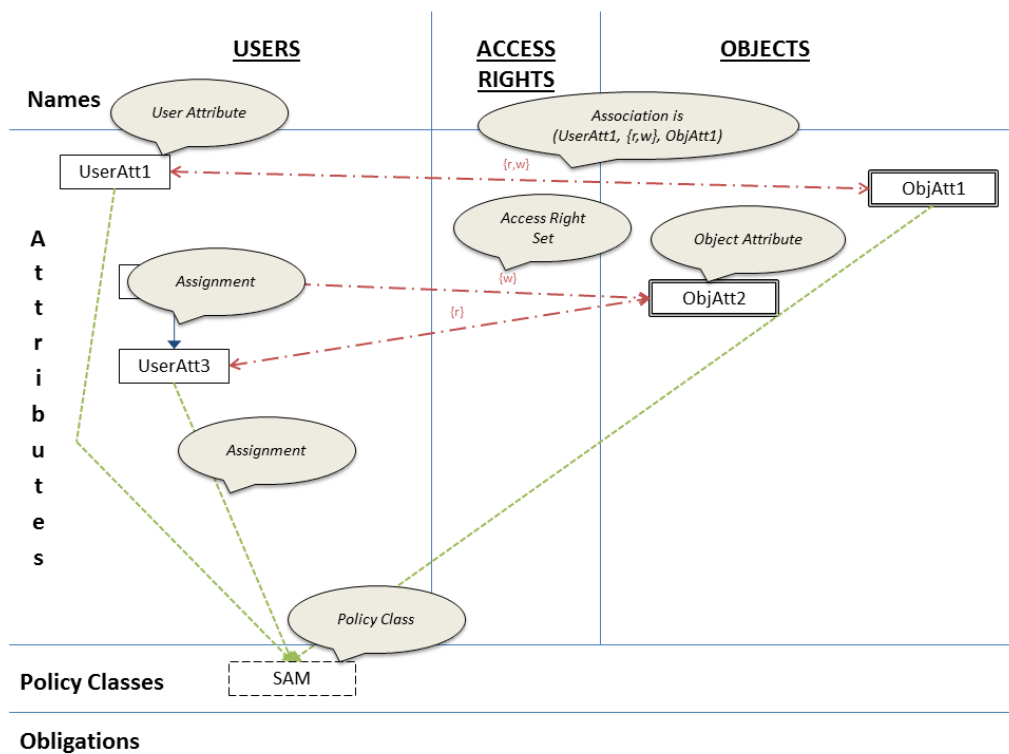 USERS
ACCESS
RIGHTS
OBJECTS
Names
User Attribute
Association is
(UserAtt1, {r,w}, ObjAtt1)
UserAtt1
{r,w}
ObjAtt1
Attributes
Access Right
Set
Object Attribute
Assignment
{w}
ObjAtt2
{r}
UserAtt3
Assignment
Policy Class
Policy Classes
SAM
Obligations